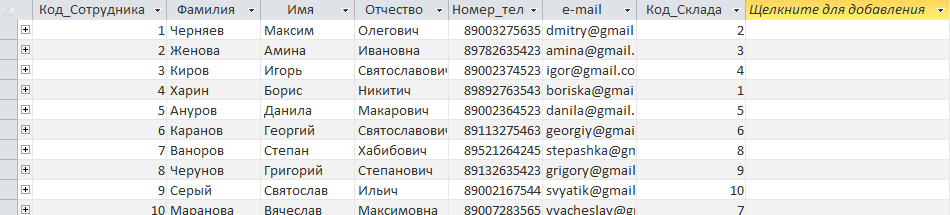 Код_Сотрудника Фамилия Имя Отчество Номер_тел e-mail Код_Склада Щелкните для добавления
1 Черняев Максим Олегович 89003275635 dmitry@gmail 2
2 Женова Амина Ивановна 89782635423 amina@gmail. 3
3 Киров Игорь Святославови 89002374523 igor@gmail.co 4
4 Харин Борис Никитич 89892763543 boriska@gmai 1
5 Ануров Данила Макарович 89002364523 danila@gmail. 5
6 Каранов Георгий Святославови 89113275463 georgiy@gmai 6
7 Ваноров Степан Хабибович 89521264245 stepashka@gn 8
8 Черунов Григорий Степанович 89132635423 grigory@gmail 9
9 Серый Святослав Ильич 89002167544 svyatik@gmail 10
10 Маранова Вячеслав Максимовна 89007283565 vyacheslav@g 7